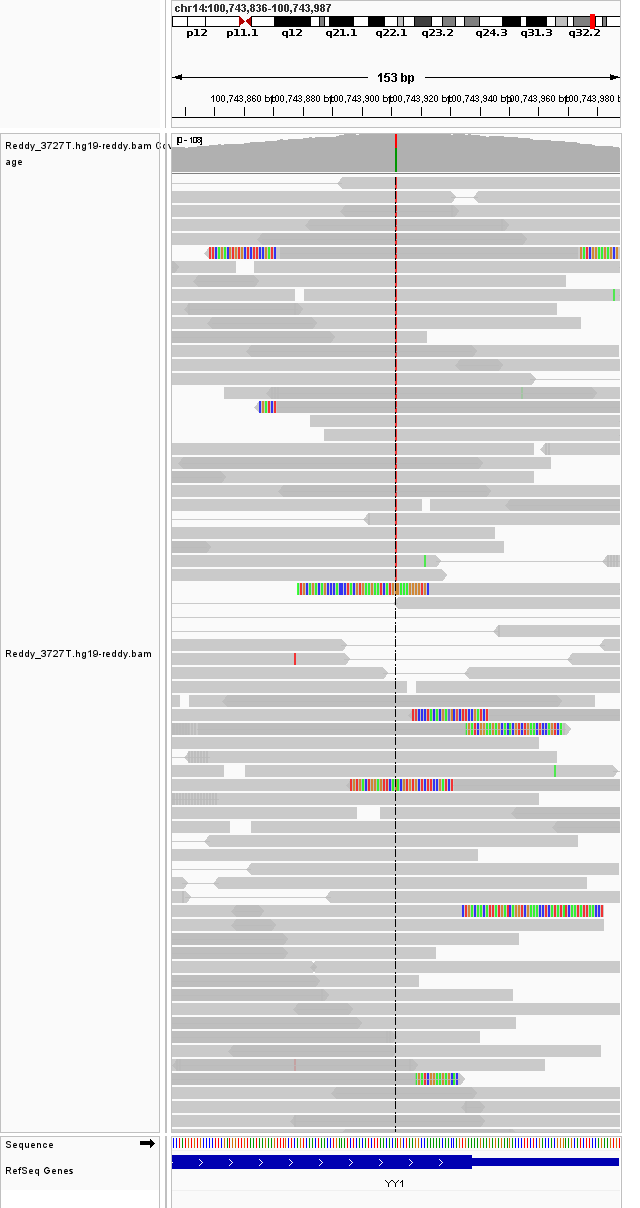 chr14:100,743,836-100,743,987
p12 p11.1 q12 q21.1 q22.1 q23.2 q24.3 q31.3 q32.2
153 bp
100,743,860 bp 100,743,880 bp 100,743,900 bp 100,743,920 bp 100,743,940 bp 100,743,960 bp 100,743,980 b
Reddy_3727T.hg19-reddy.bam Cov
age
[0 - 108]
Reddy_3727T.hg19-reddy.bam
Sequence
RefSeq Genes
YY1